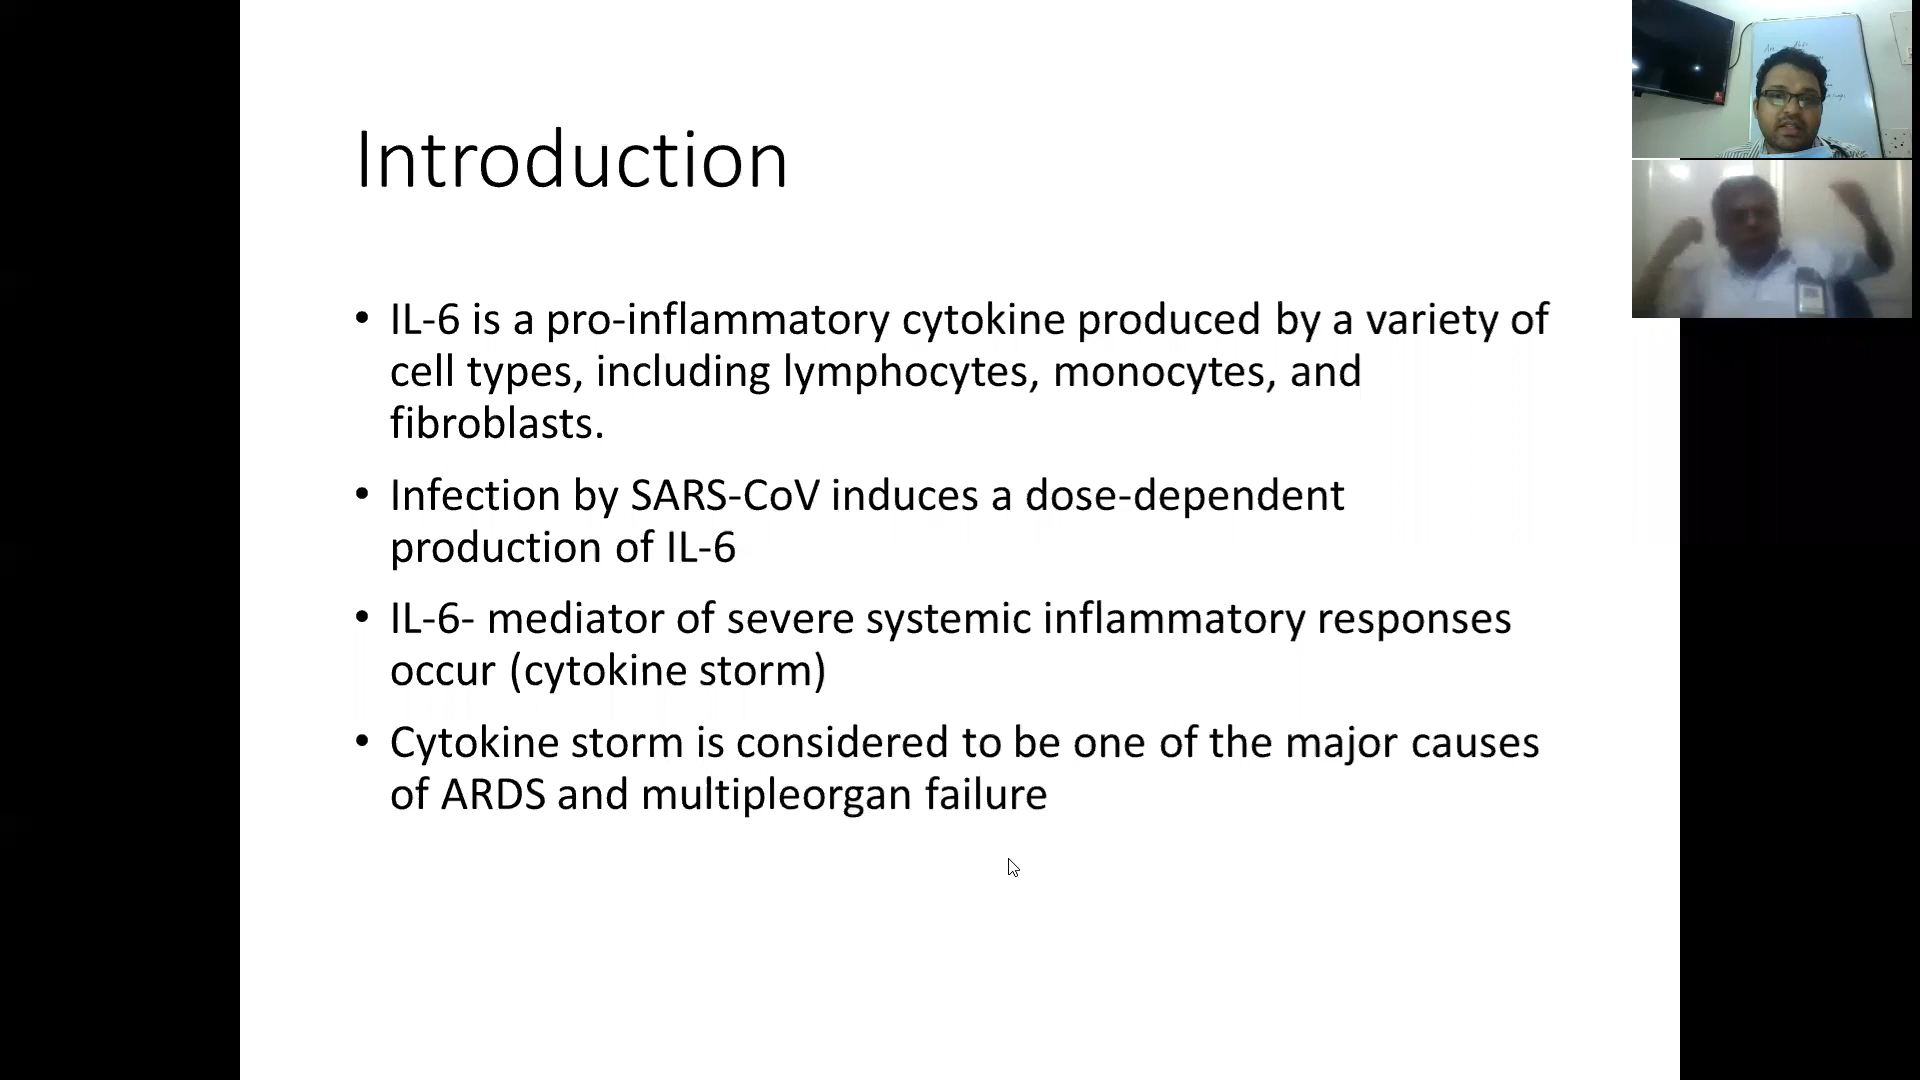 Introduction
• IL-6 is a pro-inflammatory cytokine produced by a variety of
cell types, including lymphocytes, monocytes, and
fibroblasts.
• Infection by SARS-CoV induces a dose-dependent
production of IL-6
• IL-6- mediator of severe systemic inflammatory responses
occur (cytokine storm)
• Cytokine storm is considered to be one of the major causes
of ARDS and multipleorgan failure